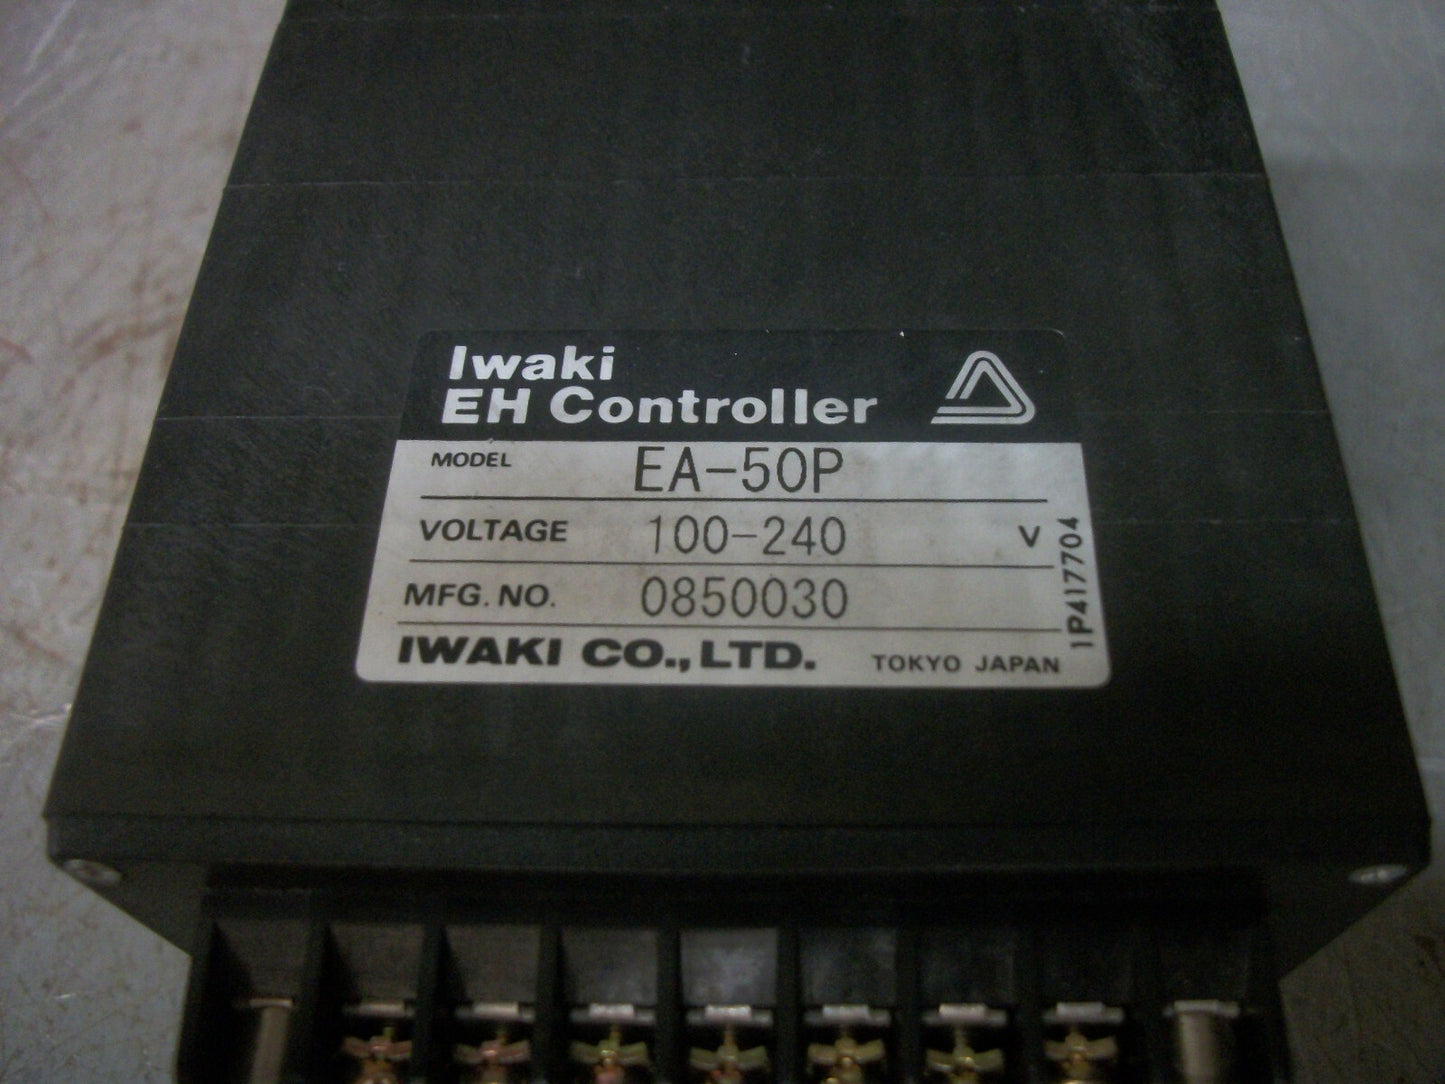 Iwaki
EH Controller
MODEL EA-50P
VOLTAGE 100-240 V
MFG. NO. 0850030
IWAKI CO., LTD. TOKYO JAPAN
1P417704